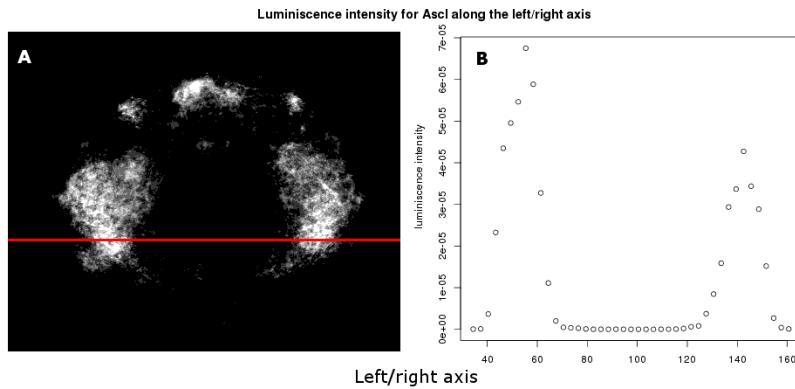 Luminiscence intensity for AscI along the left/right axis
A
B
luminiscence intensity
7e-05
6e-05
5e-05
4e-05
3e-05
2e-05
1e-05
0e+00
40 60 80 100 120 140 160
Left/right axis